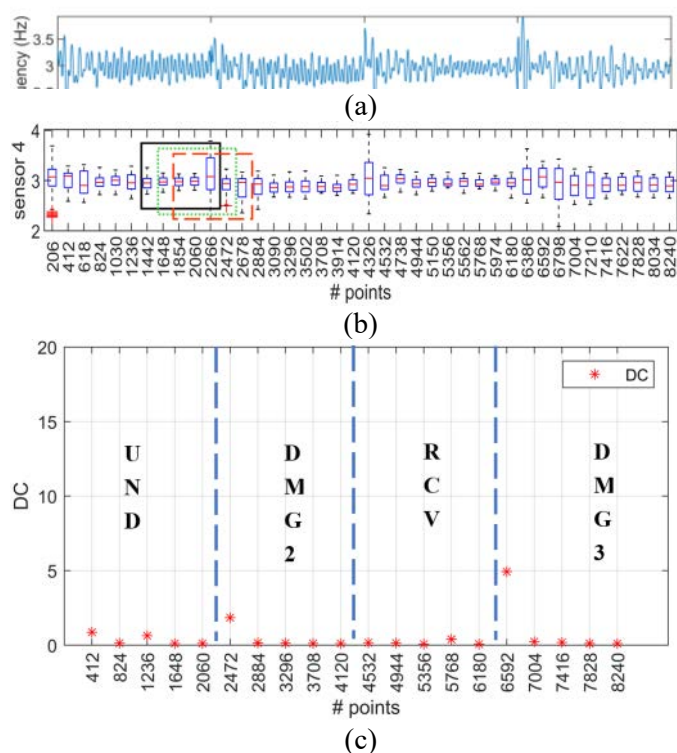 uency (Hz)
3.5
3
(a)
sensor 4
4
3
2
206 412 618 824 1030 1236 1442 1648 1854 2060 2266 2472 2678 2884 3090 3296 3502 3708 3914 4120 4326 4532 4738 4944 5150 5356 5562 5768 5974 6180 6386 6592 6798 7004 7210 7416 7622 7828 8034 8240
# points
(b)
20
15
10
5
0
DC
DC
UND
DMG2
RCV
DMG3
412 824 1236 1648 2060 2472 2884 3296 3708 4120 4532 4944 5356 5768 6180 6592 7004 7416 7828 8240
# points
(c)